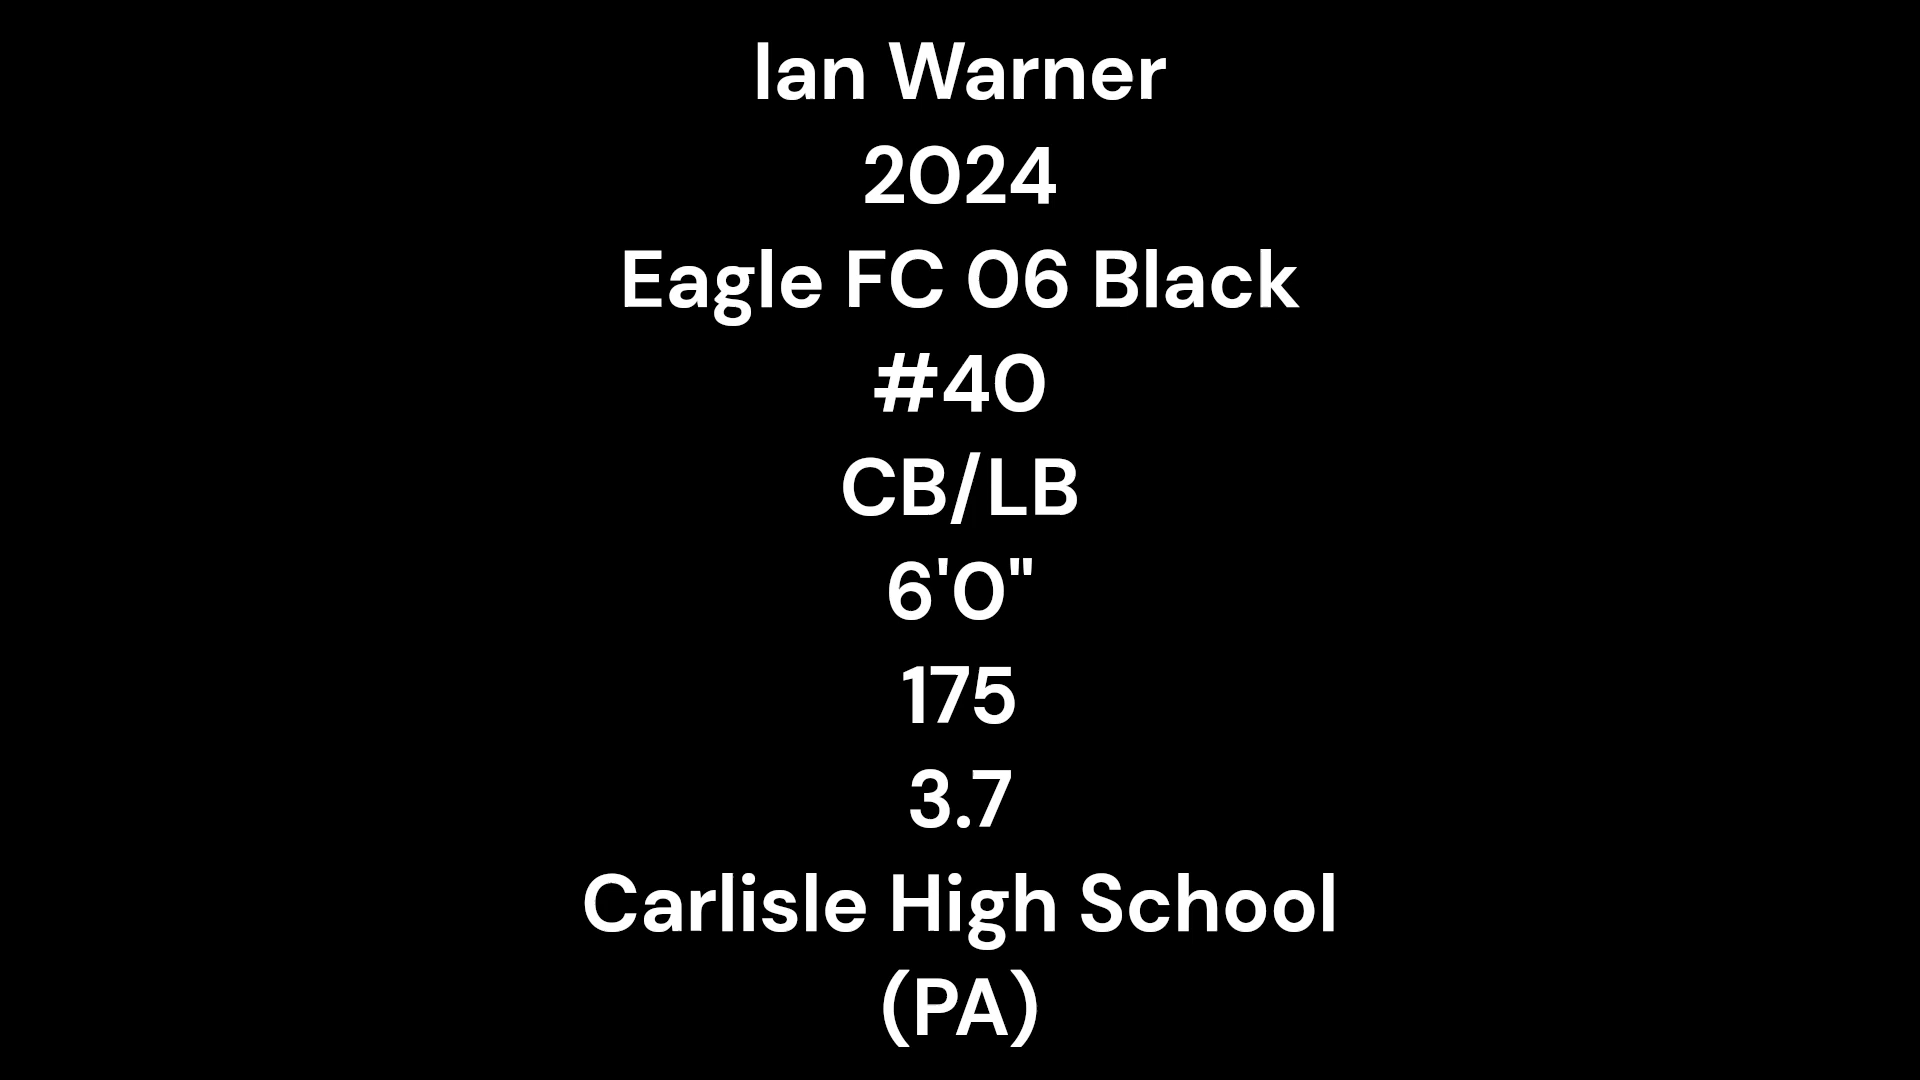 Ian Warner
2024
Eagle FC 06 Black
#40
CB/LB
6'0"
175
3.7
Carlisle High School
(PA)